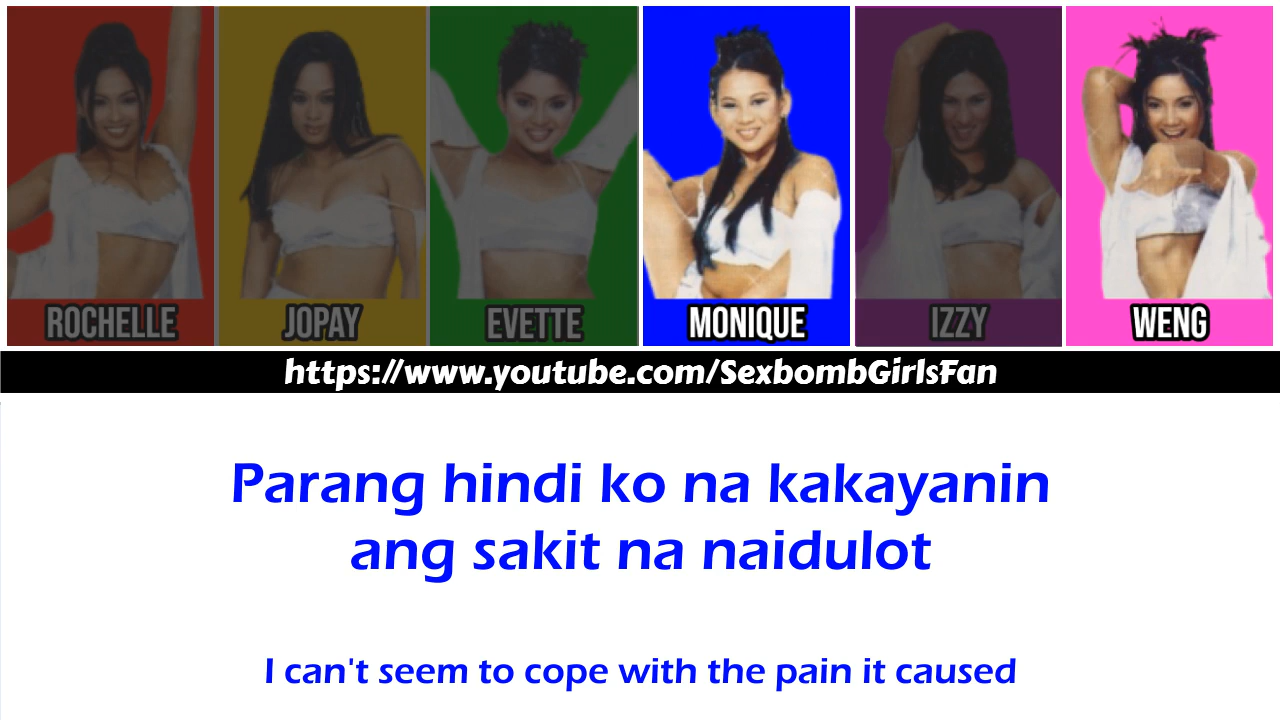 ROCHELLE JOPAY EVETTE MONIQUE IZZY WENG
https://www.youtube.com/SexbombGirlsFan
Parang hindi ko na kakayanin
ang sakit na naidulot
I can't seem to cope with the pain it caused